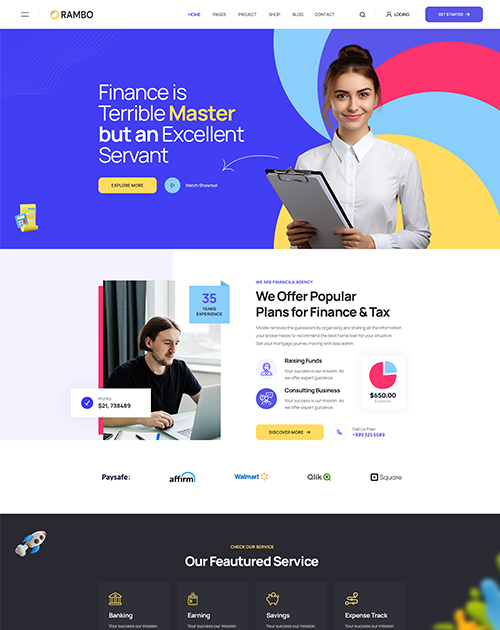 RAMBO
HOME PAGES PROJECT SHOP BLOG CONTACT
LOGING
GET STARTED
Finance is
Terrible Master
but an Excellent
Servant
EXPLORE MORE
Watch Showreel
35
YEARS
EXPERIENCE
Profits
$21, 738489
WE ARE FINANCILA AGENCY
We Offer Popular
Plans for Finance & Tax
Middle removes the guesswork by organising and sharing all the information
your broker needs to recommend the best home loan for your situation.
Get your mortgage journey moving with less admin.
Raising Funds
Your success is our mission. As
we offer expert guidance
Consulting Business
Your success is our mission. As
we offer expert guidance
$650.00
Expenses
DISCOVER MORE
Call Us Free
+999 325 6589
Paysafe:
affirm
Walmart
Qlik
Square
CHECK OUR SERVICE
Our Feautured Service
Banking
Your success our mission
Earning
Your success our mission
Savings
Your success our mission
Expense Track
Your success our mission